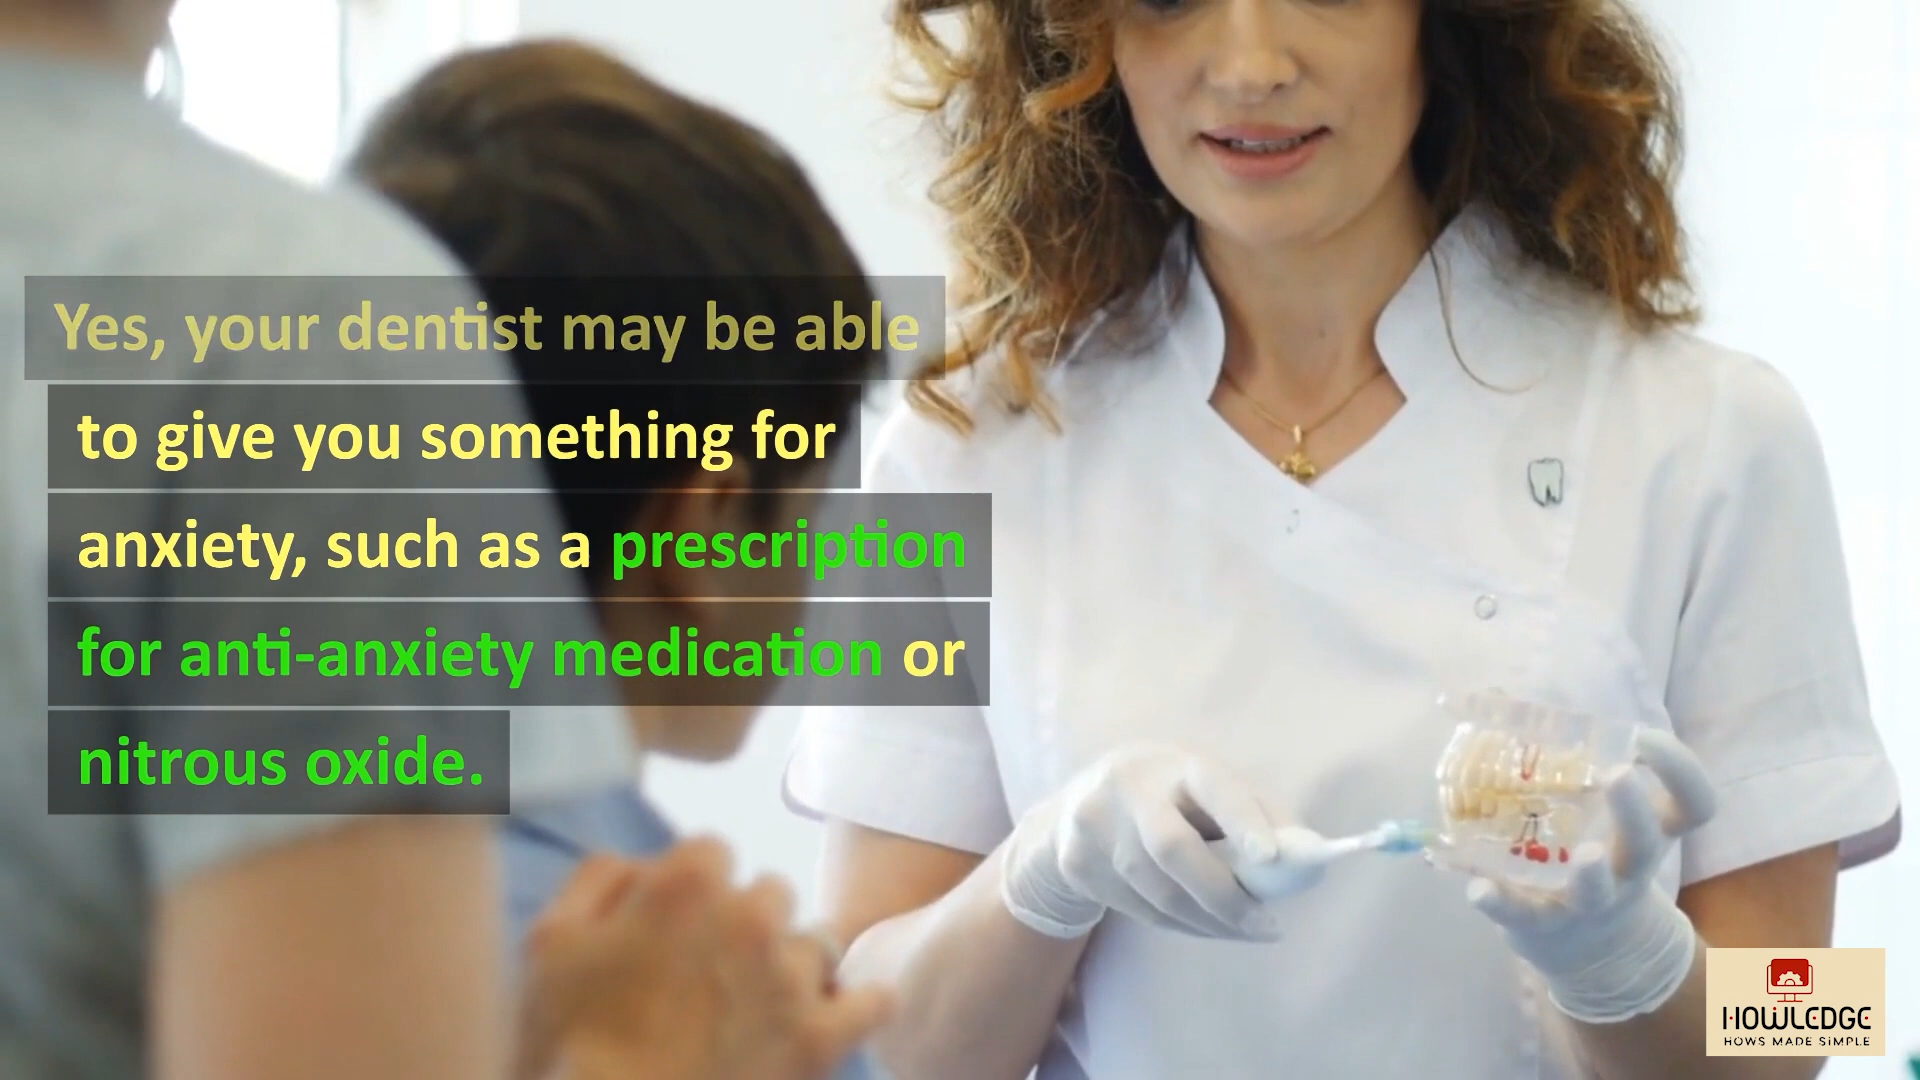 Yes, your dentist may be able
to give you something for
anxiety, such as a prescription
for anti-anxiety medication or
nitrous oxide.
HOWLEDGE
HOWS MADE SIMPLE